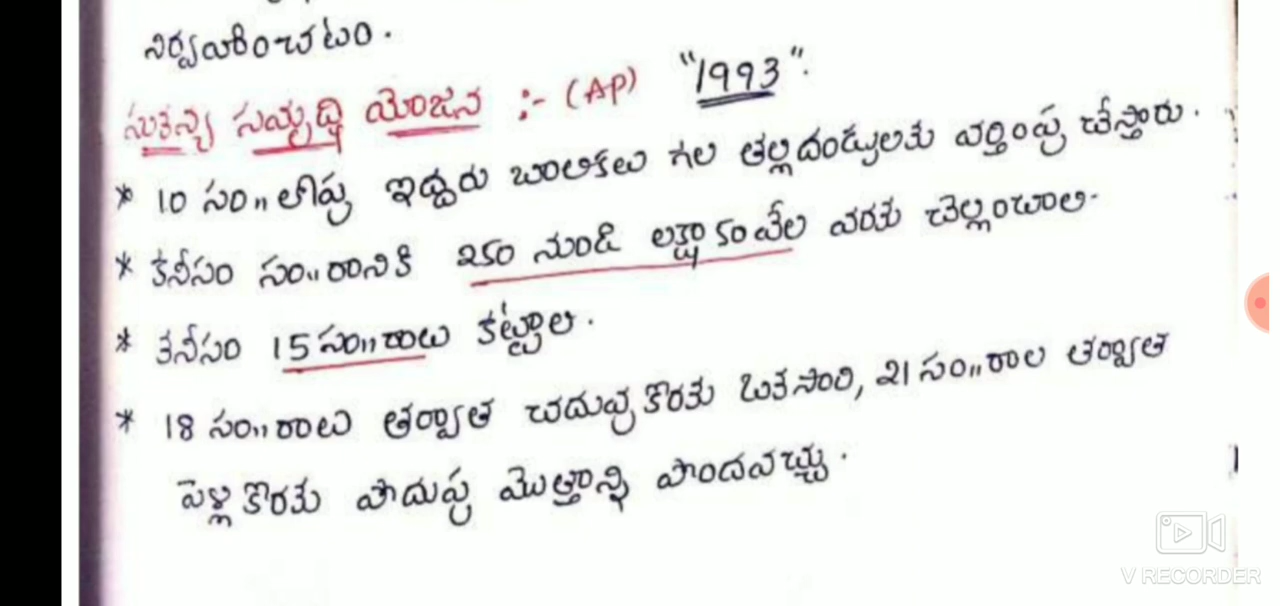 నిర్వహించటం.
సుకన్య సమృద్ధి యోజన :- (AP) "1993".
* 10 సం॥ లోపు ఇద్దరు బాలికలు గల తల్లదండ్రులకు వర్తింపు చేస్తారు.
* కనీసం సం॥రానికి 250 నుండి లక్షా 50 వేల వరకు చెల్లించాలి.
* కనీసం 15 సం॥రాలు కట్టాలి.
* 18 సం॥రాలు తర్వాత చదువు కొరకు ఒకసారి, 21 సం॥రాల తర్వాత
పెళ్లి కొరకు పొదుపు మొత్తాన్ని పొందవచ్చు.
V RECORDER